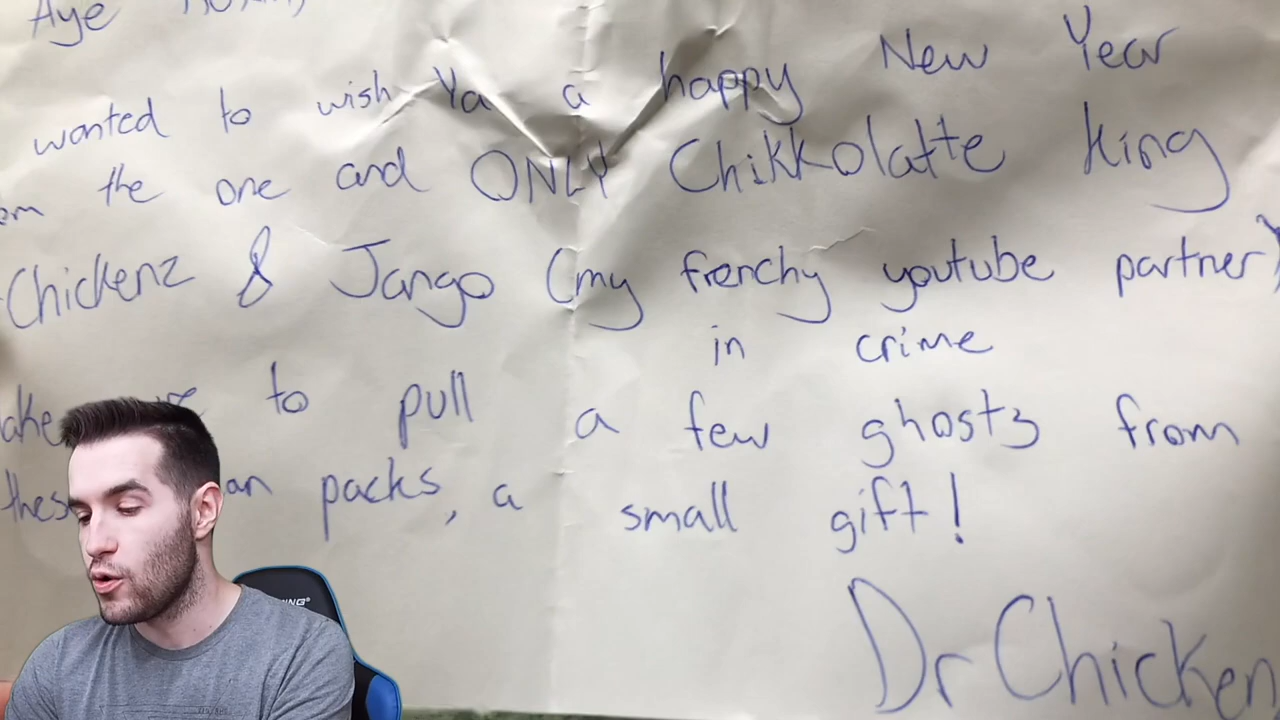 Aye
wanted to wish Ya a happy New Year
the one and ONLY Chikkolatte King
Chickenz & Jango (my frenchy youtube partner)
in crime
to pull a few ghosts from
packs, a small gift!
Dr Chicken